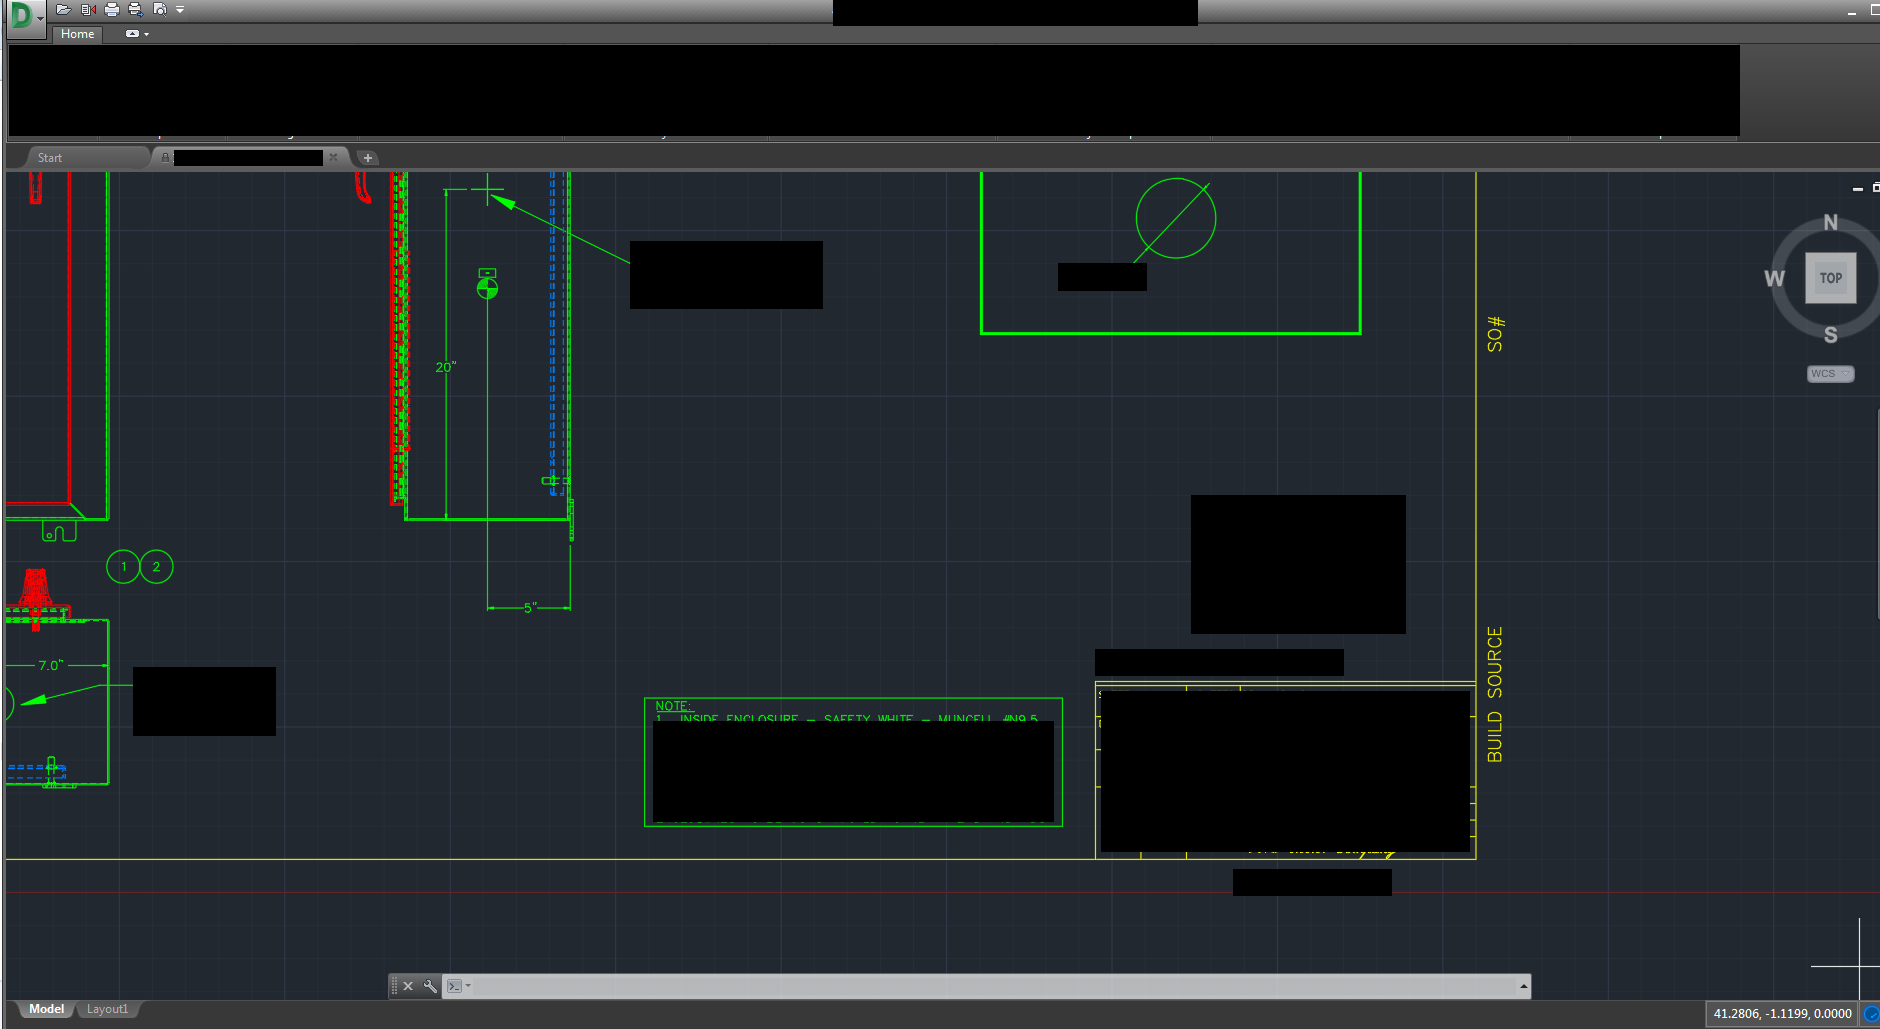 D
Home
Start
N
W
TOP
S
WCS
SO#
20"
1
2
5"
7.0"
BUILD SOURCE
NOTE:
1. INSIDE ENCLOSURE – SAFETY WHITE – MUNCELL #N9.5
Model
Layout1
41.2806, -1.1199, 0.0000